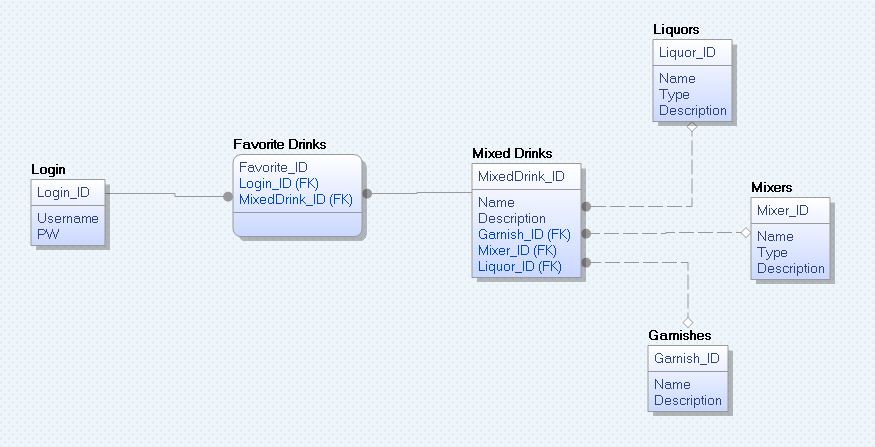 Login
Login_ID
Username
PW
Favorite Drinks
Favorite_ID
Login_ID (FK)
MixedDrink_ID (FK)
Mixed Drinks
MixedDrink_ID
Name
Description
Garnish_ID (FK)
Mixer_ID (FK)
Liquor_ID (FK)
Liquors
Liquor_ID
Name
Type
Description
Mixers
Mixer_ID
Name
Type
Description
Garnishes
Garnish_ID
Name
Description